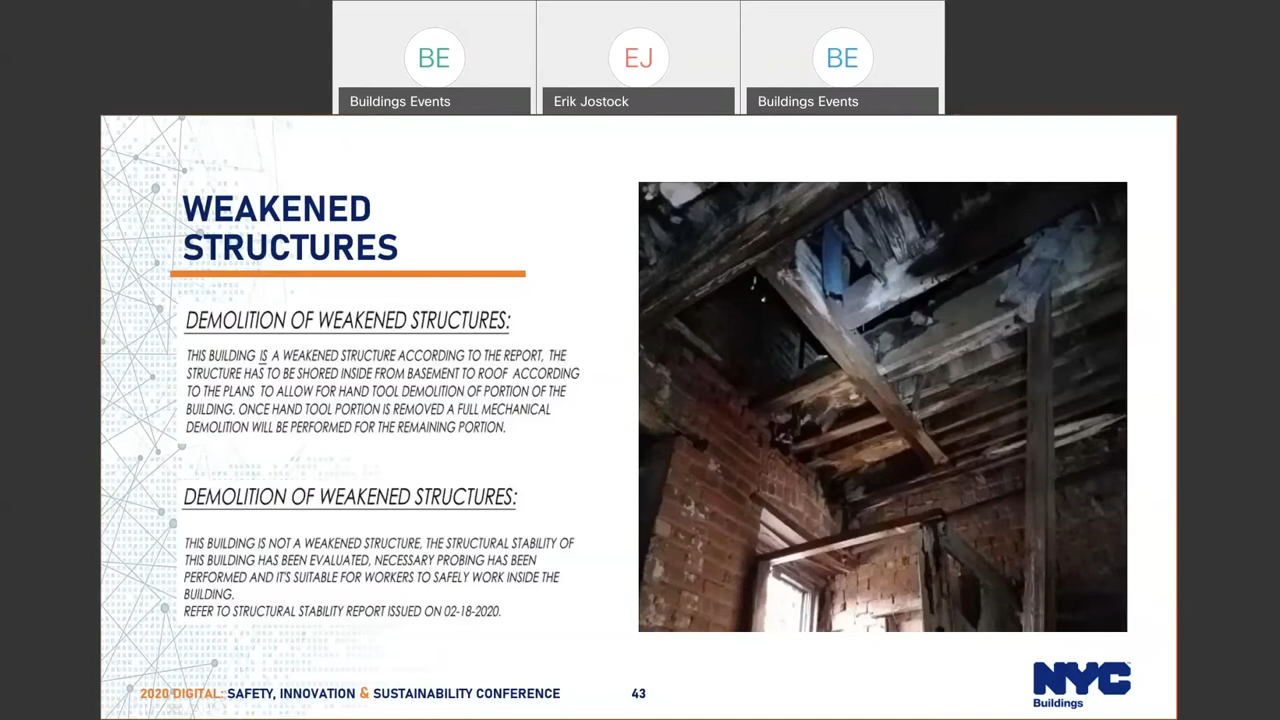 BE
EJ
BE
Buildings Events
Erik Jostock
Buildings Events
WEAKENED
STRUCTURES
DEMOLITION OF WEAKENED STRUCTURES:
THIS BUILDING IS A WEAKENED STRUCTURE ACCORDING TO THE REPORT, THE
STRUCTURE HAS TO BE SHORED INSIDE FROM BASEMENT TO ROOF ACCORDING
TO THE PLANS TO ALLOW FOR HAND TOOL DEMOLITION OF PORTION OF THE
BUILDING. ONCE HAND TOOL PORTION IS REMOVED A FULL MECHANICAL
DEMOLITION WILL BE PERFORMED FOR THE REMAINING PORTION.
DEMOLITION OF WEAKENED STRUCTURES:
THIS BUILDING IS NOT A WEAKENED STRUCTURE, THE STRUCTURAL STABILITY OF
THIS BUILDING HAS BEEN EVALUATED, NECESSARY PROBING HAS BEEN
PERFORMED AND IT'S SUITABLE FOR WORKERS TO SAFELY WORK INSIDE THE
BUILDING.
REFER TO STRUCTURAL STABILITY REPORT ISSUED ON 02-18-2020.
2020 DIGITAL: SAFETY, INNOVATION & SUSTAINABILITY CONFERENCE
43
NYC
Buildings